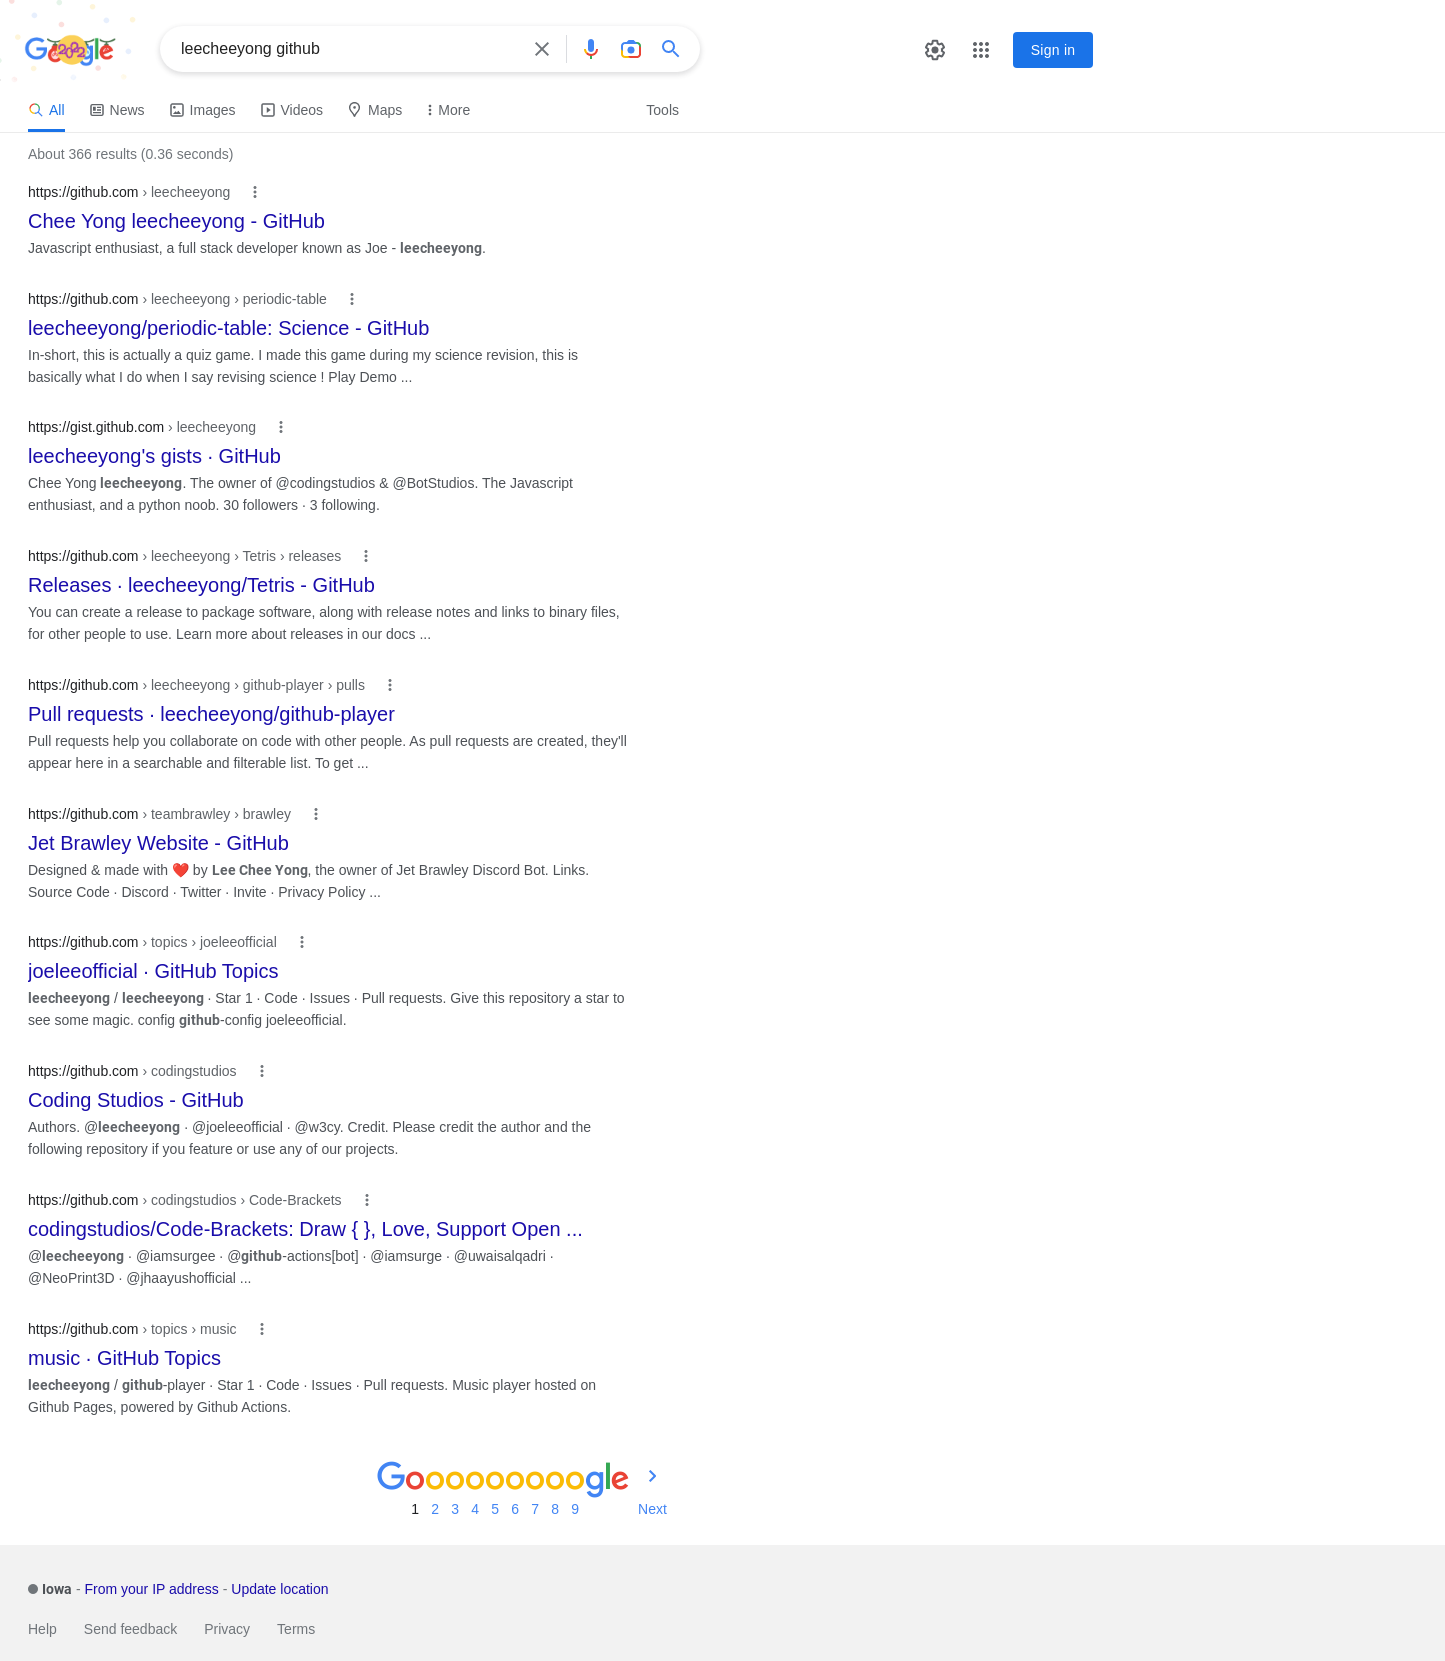 Google
leecheeyong github
Sign in
All News Images Videos Maps More Tools
About 366 results (0.36 seconds)
https://github.com › leecheeyong
Chee Yong leecheeyong - GitHub
Javascript enthusiast, a full stack developer known as Joe - leecheeyong.
https://github.com › leecheeyong › periodic-table
leecheeyong/periodic-table: Science - GitHub
In-short, this is actually a quiz game. I made this game during my science revision, this is
basically what I do when I say revising science ! Play Demo ...
https://gist.github.com › leecheeyong
leecheeyong's gists · GitHub
Chee Yong leecheeyong. The owner of @codingstudios & @BotStudios. The Javascript
enthusiast, and a python noob. 30 followers · 3 following.
https://github.com › leecheeyong › Tetris › releases
Releases · leecheeyong/Tetris - GitHub
You can create a release to package software, along with release notes and links to binary files,
for other people to use. Learn more about releases in our docs ...
https://github.com › leecheeyong › github-player › pulls
Pull requests · leecheeyong/github-player
Pull requests help you collaborate on code with other people. As pull requests are created, they'll
appear here in a searchable and filterable list. To get ...
https://github.com › teambrawley › brawley
Jet Brawley Website - GitHub
Designed & made with ❤️ by Lee Chee Yong, the owner of Jet Brawley Discord Bot. Links.
Source Code · Discord · Twitter · Invite · Privacy Policy ...
https://github.com › topics › joeleeofficial
joeleeofficial · GitHub Topics
leecheeyong / leecheeyong · Star 1 · Code · Issues · Pull requests. Give this repository a star to
see some magic. config github-config joeleeofficial.
https://github.com › codingstudios
Coding Studios - GitHub
Authors. @leecheeyong · @joeleeofficial · @w3cy. Credit. Please credit the author and the
following repository if you feature or use any of our projects.
https://github.com › codingstudios › Code-Brackets
codingstudios/Code-Brackets: Draw { }, Love, Support Open ...
@leecheeyong · @iamsurgee · @github-actions[bot] · @iamsurge · @uwaisalqadri ·
@NeoPrint3D · @jhaayushofficial ...
https://github.com › topics › music
music · GitHub Topics
leecheeyong / github-player · Star 1 · Code · Issues · Pull requests. Music player hosted on
Github Pages, powered by Github Actions.
Goooooooooogle
1 2 3 4 5 6 7 8 9 Next
Iowa - From your IP address - Update location
Help Send feedback Privacy Terms